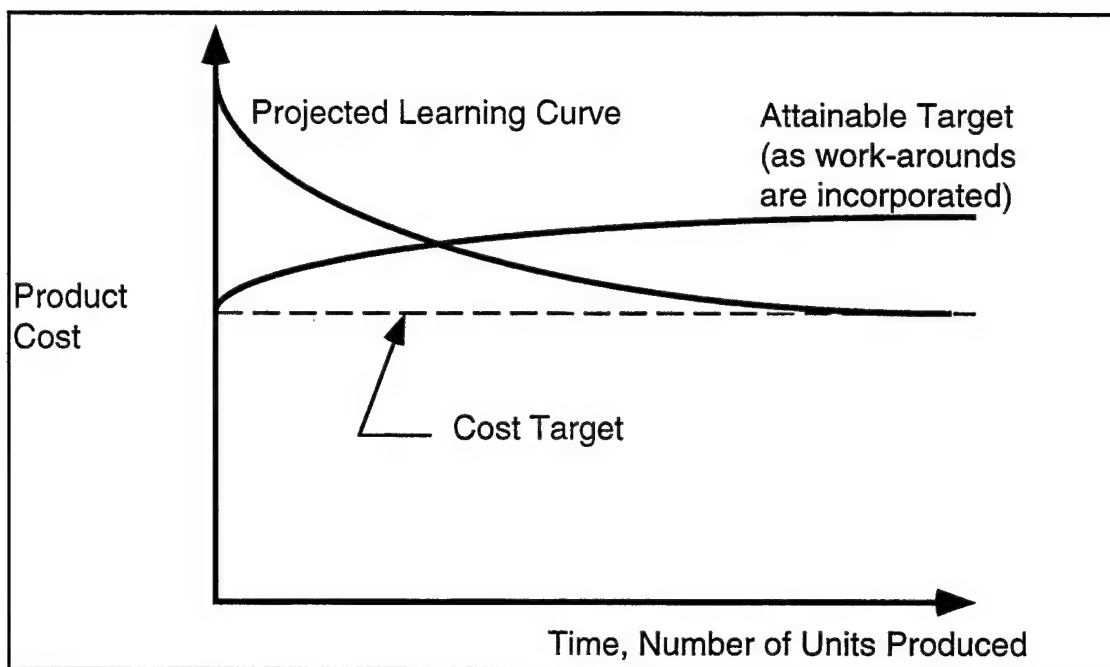 Projected Learning Curve
Attainable Target
(as work-arounds
are incorporated)
Product
Cost
Cost Target
Time, Number of Units Produced